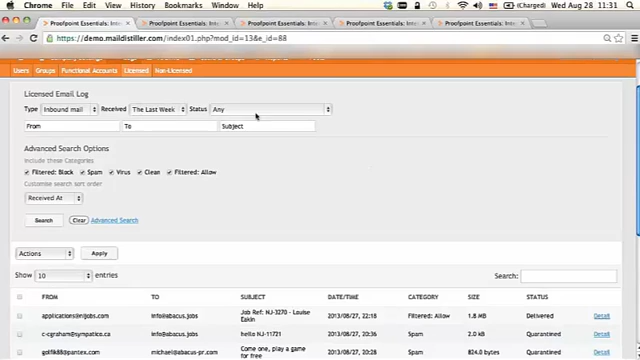 Chrome File Edit View History Bookmarks Window Help (Charged) Wed Aug 28 11:31
Proofpoint Essentials: Inte Proofpoint Essentials: Inte Proofpoint Essentials: Inte Proofpoint Essentials: Inte Proofpoint Essentials: Inte
https://demo.maildistiller.com/index01.php?mod_id=13&e_id=88
Users Groups Functional Accounts Licensed Non-Licensed
Licensed Email Log
Type Inbound mail Received The Last Week Status Any
From To Subject
Advanced Search Options
Include these Categories
Filtered: Block Spam Virus Clean Filtered: Allow
Customise search sort order
Received At
Search Clear Advanced Search
Actions Apply
Show 10 entries Search:
FROM TO SUBJECT DATE/TIME CATEGORY SIZE STATUS
applications@nijobs.com info@abacus.jobs Job Ref: NJ-3270 - Louise Eakin 2013/08/27, 22:18 Filtered: Allow 1.8 MB Delivered Detail
c-cgraham@sympatico.ca info@abacus.jobs hello NJ-11721 2013/08/27, 20:36 Spam 2.0 kB Quarantined Detail
golfik88@pantex.com michael@abacus-pr.com Come one, play a game for free 2013/08/27, 20:35 Spam 824.0 bytes Quarantined Detail